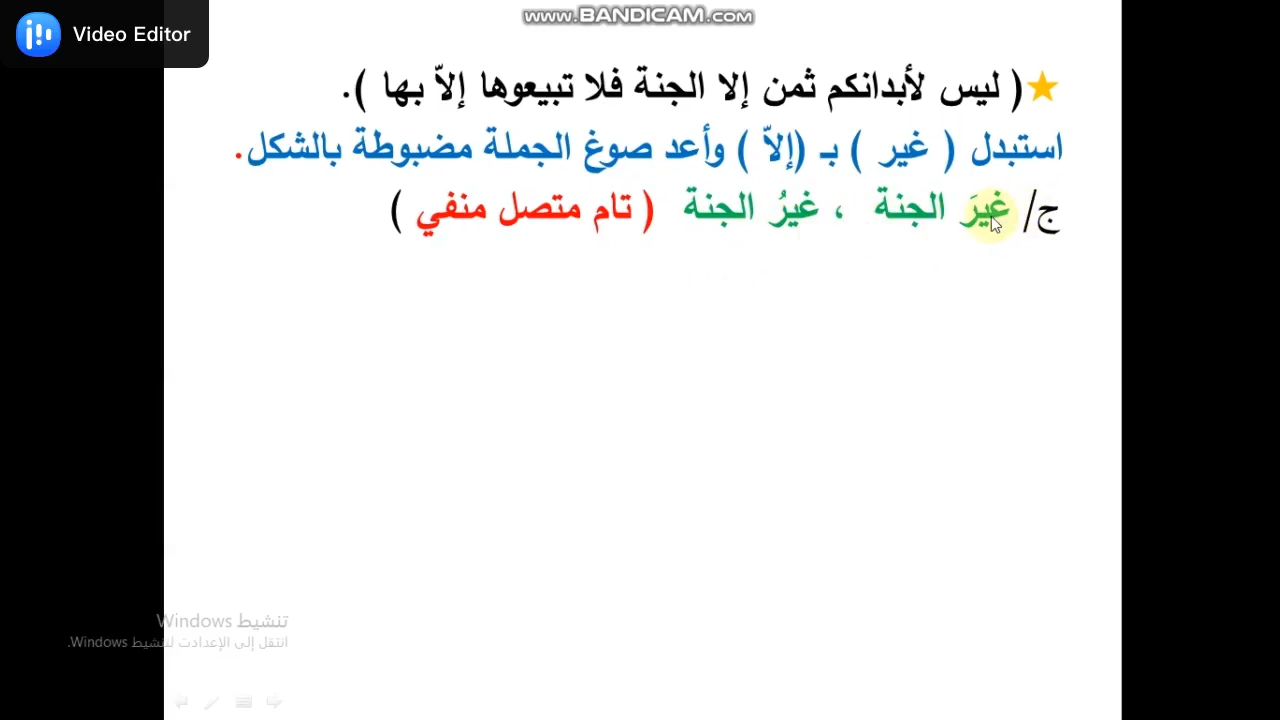 www.BANDICAM.com
Video Editor
★( ليس لأبدانكم ثمن إلا الجنة فلا تبيعوها إلاّ بها ).
استبدل ( غير ) بـ (إلاّ ) وأعد صوغ الجملة مضبوطة بالشكل.
ج/ غيرَ الجنة ، غيرُ الجنة ( تام متصل منفي )
تنشيط Windows
انتقل إلى الإعدادت لتنشيط Windows.